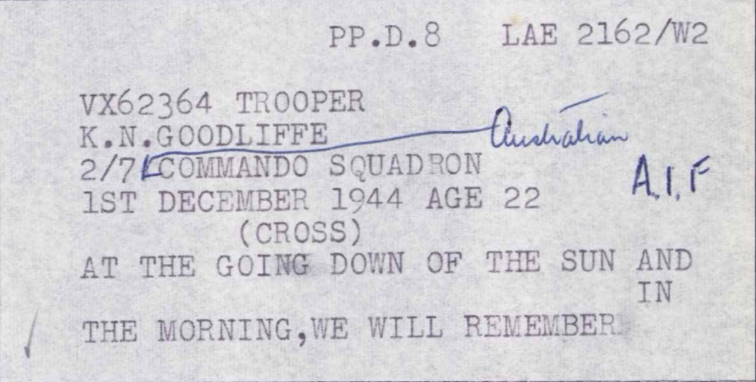 PP.D.8 LAE 2162/W2
VX62364 TROOPER
K.N.GOODLIFFE
Australian
2/7 COMMANDO SQUADRON
A.I.F
1ST DECEMBER 1944 AGE 22
(CROSS)
AT THE GOING DOWN OF THE SUN AND
IN
THE MORNING,WE WILL REMEMBER